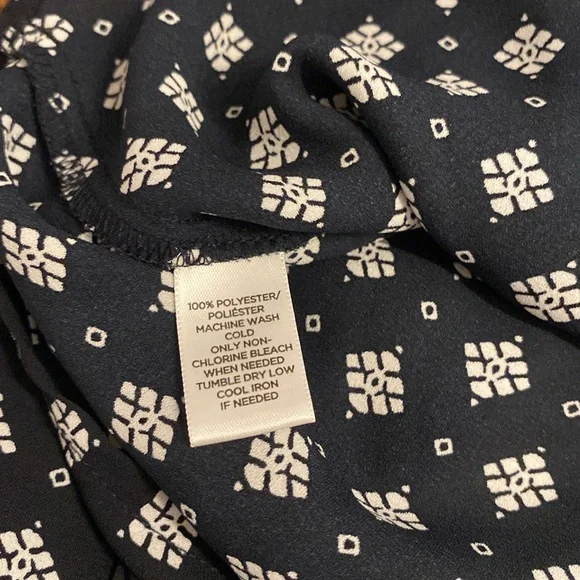 100% POLYESTER/
POLIÉSTER
MACHINE WASH
COLD
ONLY NON-
CHLORINE BLEACH
WHEN NEEDED
TUMBLE DRY LOW
COOL IRON
IF NEEDED